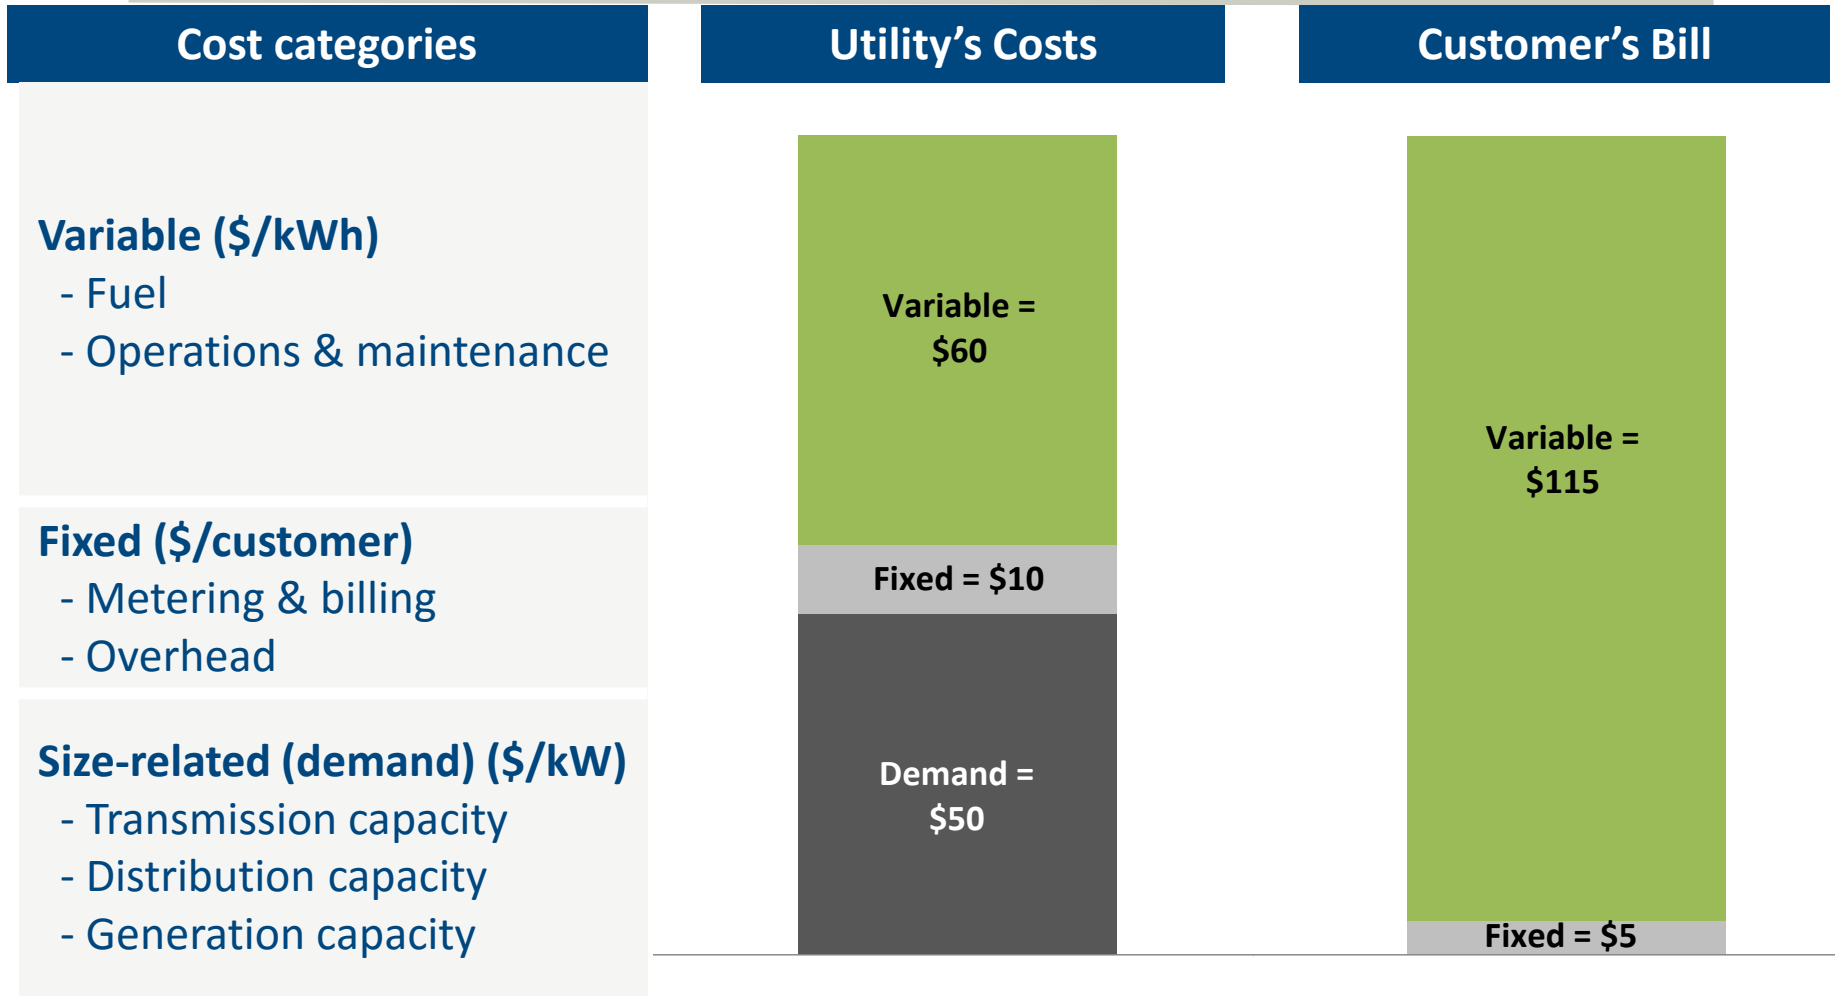 Cost categories
Utility’s Costs
Customer’s Bill
Variable ($/kWh)
- Fuel
- Operations & maintenance
Fixed ($/customer)
- Metering & billing
- Overhead
Size-related (demand) ($/kW)
- Transmission capacity
- Distribution capacity
- Generation capacity
Variable =
$60
Fixed = $10
Demand =
$50
Variable =
$115
Fixed = $5